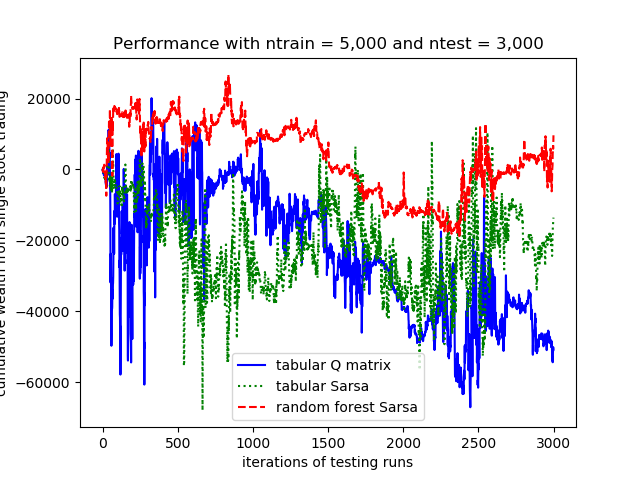 Performance with ntrain = 5,000 and ntest = 3,000
cumulative wealth from single stock trading
20000
0
−20000
−40000
−60000
tabular Q matrix
tabular Sarsa
random forest Sarsa
0
500
1000
1500
2000
2500
3000
iterations of testing runs